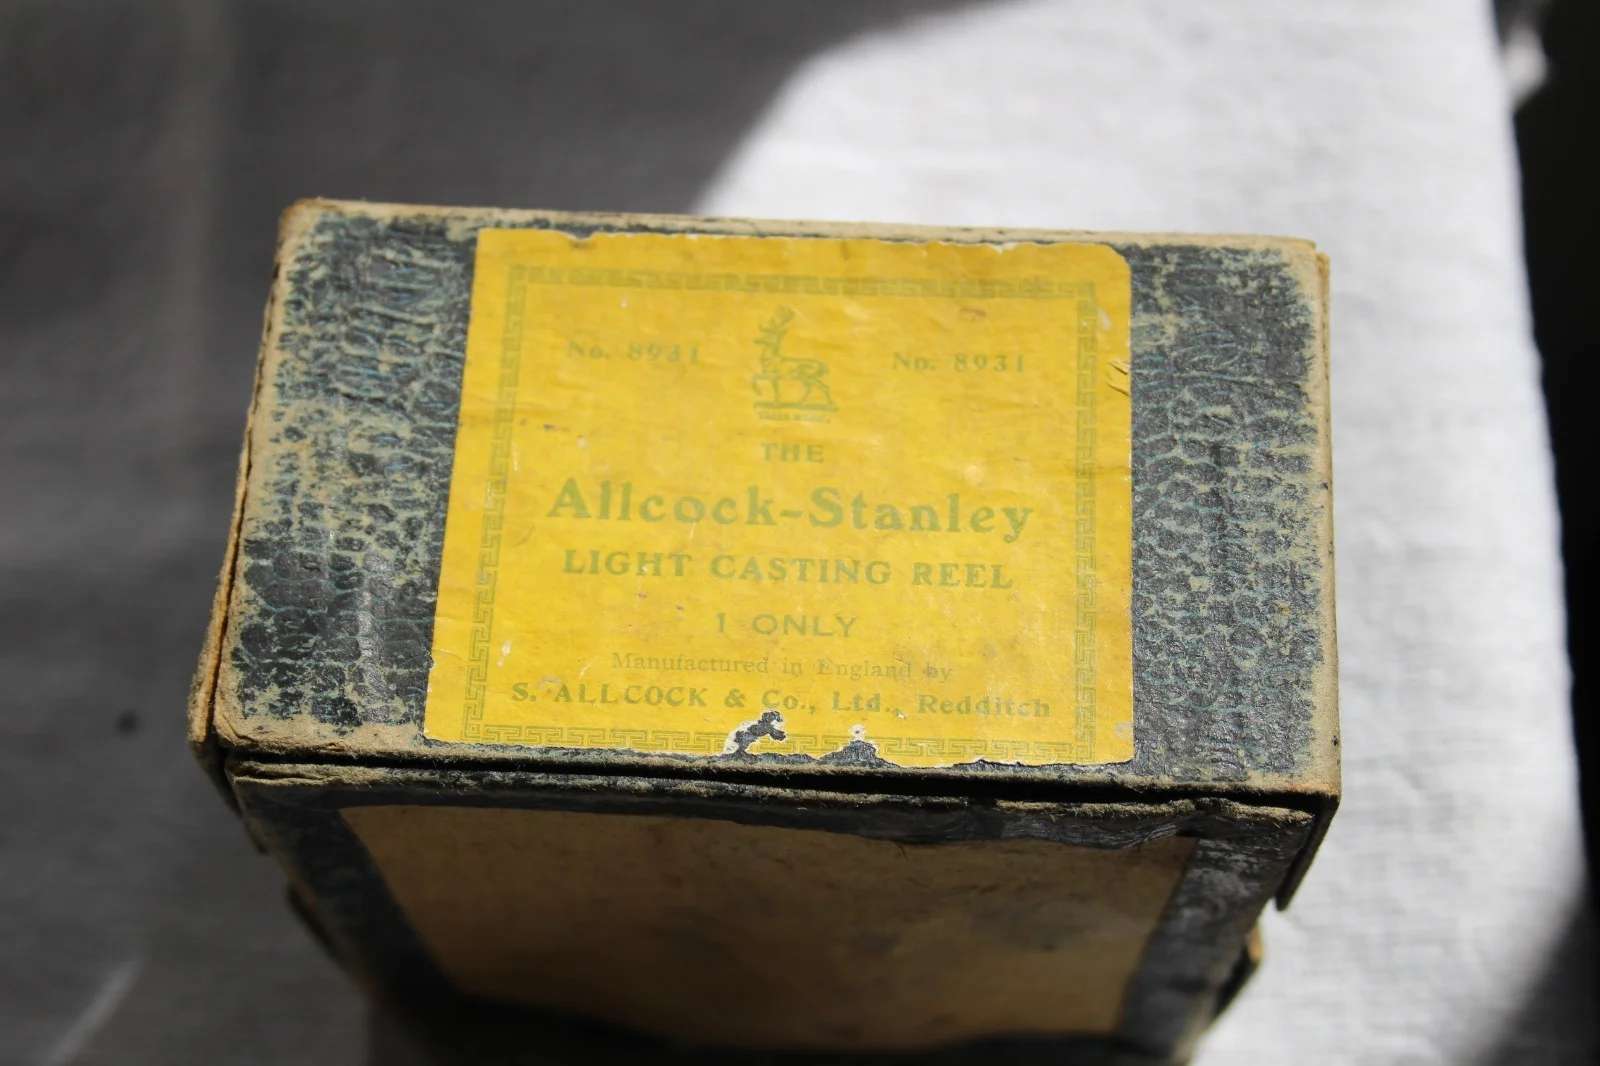 No. 8931 No. 8931
THE
Allcock-Stanley
LIGHT CASTING REEL
1 ONLY
Manufactured in England by
S. ALLCOCK & Co., Ltd., Redditch